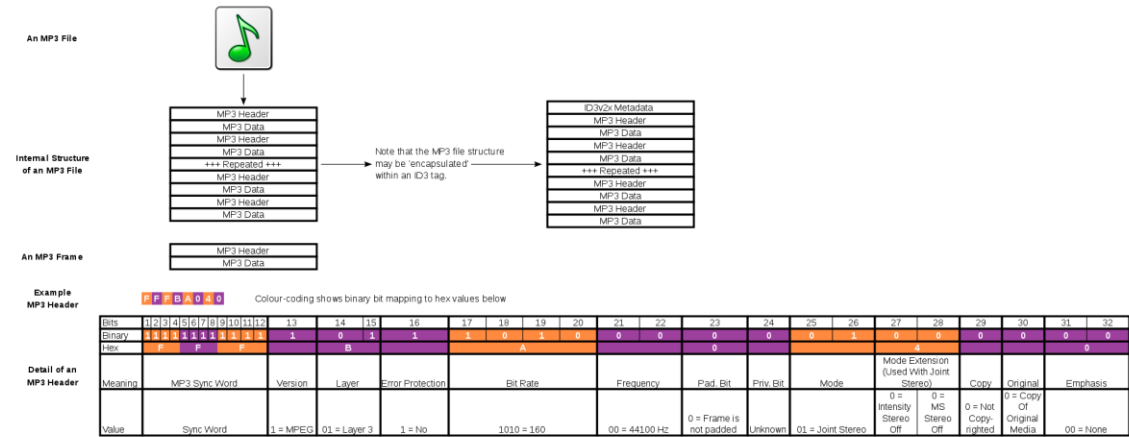 An MP3 File
Internal Structure
of an MP3 File
MP3 Header
MP3 Data
MP3 Header
MP3 Data
+++ Repeated +++
MP3 Header
MP3 Data
MP3 Header
MP3 Data
Note that the MP3 file structure
may be 'encapsulated'
within an ID3 tag.
ID3v2x Metadata
MP3 Header
MP3 Data
MP3 Header
MP3 Data
+++ Repeated +++
MP3 Header
MP3 Data
MP3 Header
MP3 Data
An MP3 Frame
MP3 Header
MP3 Data
Example
MP3 Header
F F F B A 0 4 0
Colour-coding shows binary bit mapping to hex values below
Detail of an
MP3 Header
Bits 1 2 3 4 5 6 7 8 9 10 11 12 13 14 15 16 17 18 19 20 21 22 23 24 25 26 27 28 29 30 31 32
Binary 1 1 1 1 1 1 1 1 1 1 1 1 1 0 1 1 1 0 1 0 0 0 0 0 0 1 0 0 0 0 0 0
Hex F F F B A 0 4 0
Meaning MP3 Sync Word Version Layer Error Protection Bit Rate Frequency Pad. Bit Priv. Bit Mode Mode Extension (Used With Joint Stereo) Copy Original Emphasis
Value Sync Word 1 = MPEG 01 = Layer 3 1 = No 1010 = 160 00 = 44100 Hz 0 = Frame is not padded Unknown 01 = Joint Stereo 0 = Intensity Stereo Off 0 = MS Stereo Off 0 = Not Copy-righted 0 = Copy Of Original Media 00 = None